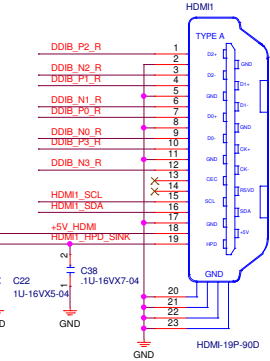 HDMI1
TYPE A
DDIB_P2_R 1 D2+
2 GND
DDIB_N2_R 3 D2-
DDIB_P1_R 4 D1+
5 GND
DDIB_N1_R 6 D1-
DDIB_P0_R 7 D0+
8 GND
DDIB_N0_R 9 D0-
DDIB_P3_R 10 CK+
11 GND
DDIB_N3_R 12 CK-
13 CEC
14 RSVD
HDMI1_SCL 15 SCL
HDMI1_SDA 16 SDA
17 GND
+5V_HDMI 18 +5V
HDMI1_HPD_SINK 19 HPD
C22
1U-16VX5-04
C38
.1U-16VX7-04
GND
GND
20
21
22
23
GND
HDMI-19P-90D